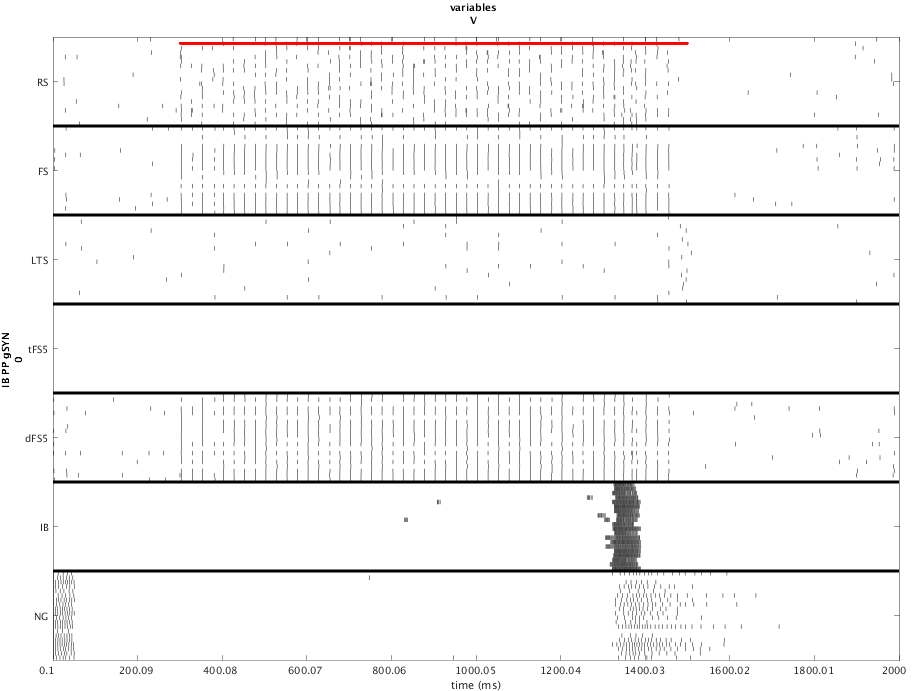 variables
V
RS
FS
LTS
tFS5
dFS5
IB
NG
IB PP gSYN
0
0.1 200.09 400.08 600.07 800.06 1000.05 1200.04 1400.03 1600.02 1800.01 2000
time (ms)